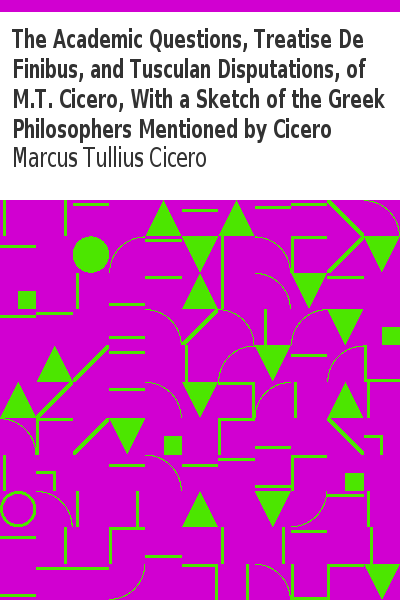 The Academic Questions, Treatise De
Finibus, and Tusculan Disputations, of
M.T. Cicero, With a Sketch of the Greek
Philosophers Mentioned by Cicero
Marcus Tullius Cicero